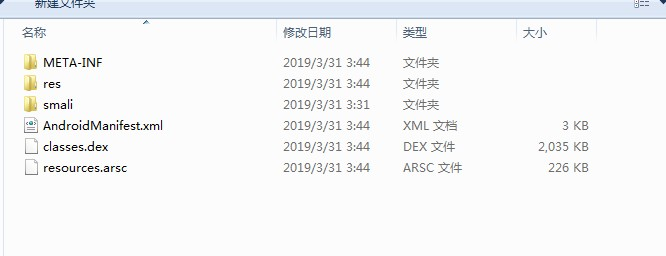 新建文件夹
名称 修改日期 类型 大小
META-INF 2019/3/31 3:44 文件夹
res 2019/3/31 3:44 文件夹
smali 2019/3/31 3:31 文件夹
AndroidManifest.xml 2019/3/31 3:44 XML 文档 3 KB
classes.dex 2019/3/31 3:44 DEX 文件 2,035 KB
resources.arsc 2019/3/31 3:44 ARSC 文件 226 KB